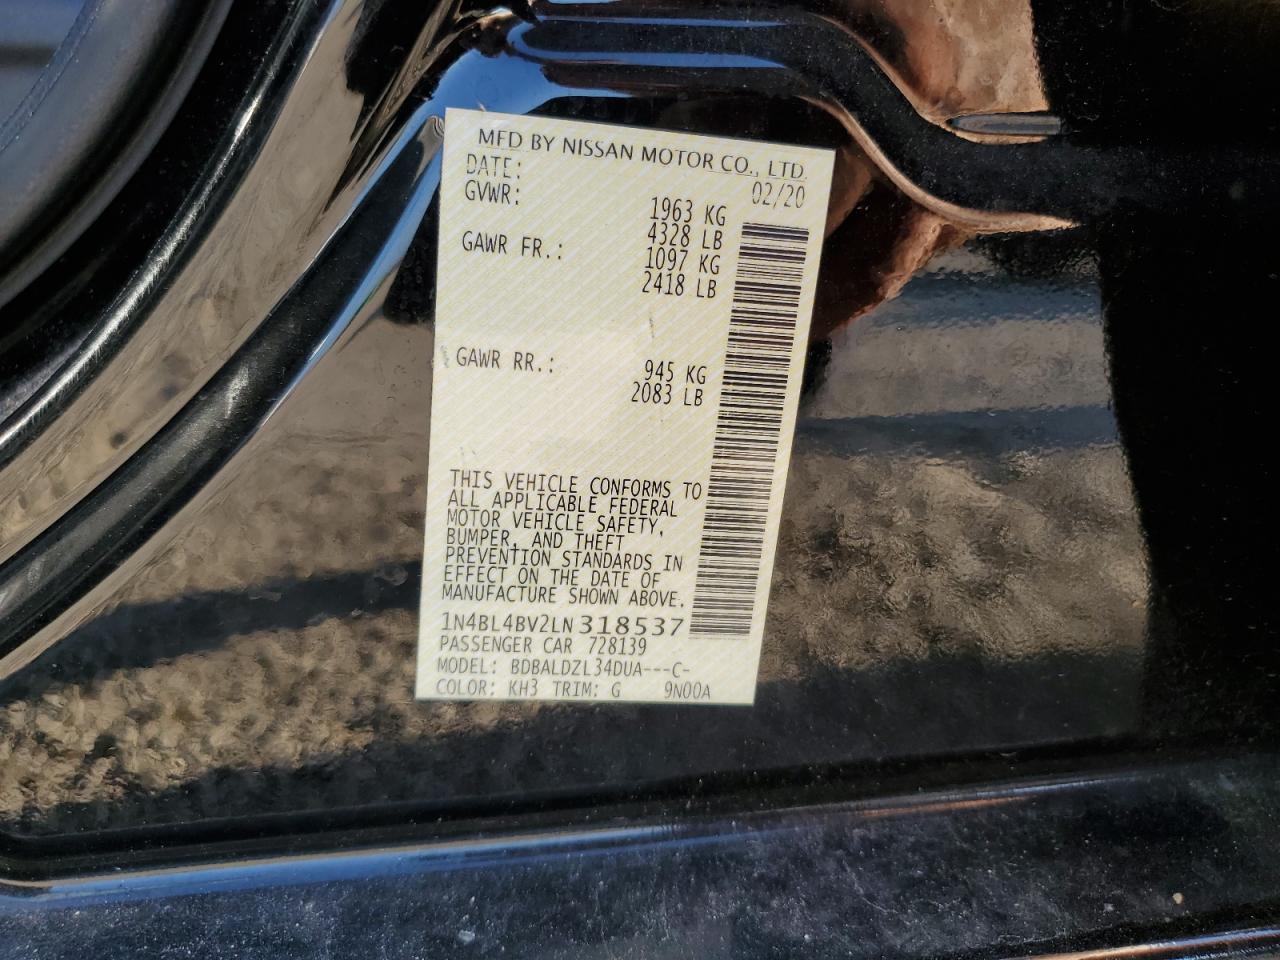 MFD BY NISSAN MOTOR CO., LTD.
DATE: 02/20
GVWR: 1963 KG
4328 LB
GAWR FR.: 1097 KG
2418 LB
GAWR RR.: 945 KG
2083 LB
THIS VEHICLE CONFORMS TO
ALL APPLICABLE FEDERAL
MOTOR VEHICLE SAFETY,
BUMPER, AND THEFT
PREVENTION STANDARDS IN
EFFECT ON THE DATE OF
MANUFACTURE SHOWN ABOVE.
1N4BL4BV2LN318537
PASSENGER CAR 728139
MODEL: BDBALDZL34DUA---C-
COLOR: KH3 TRIM: G 9N00A